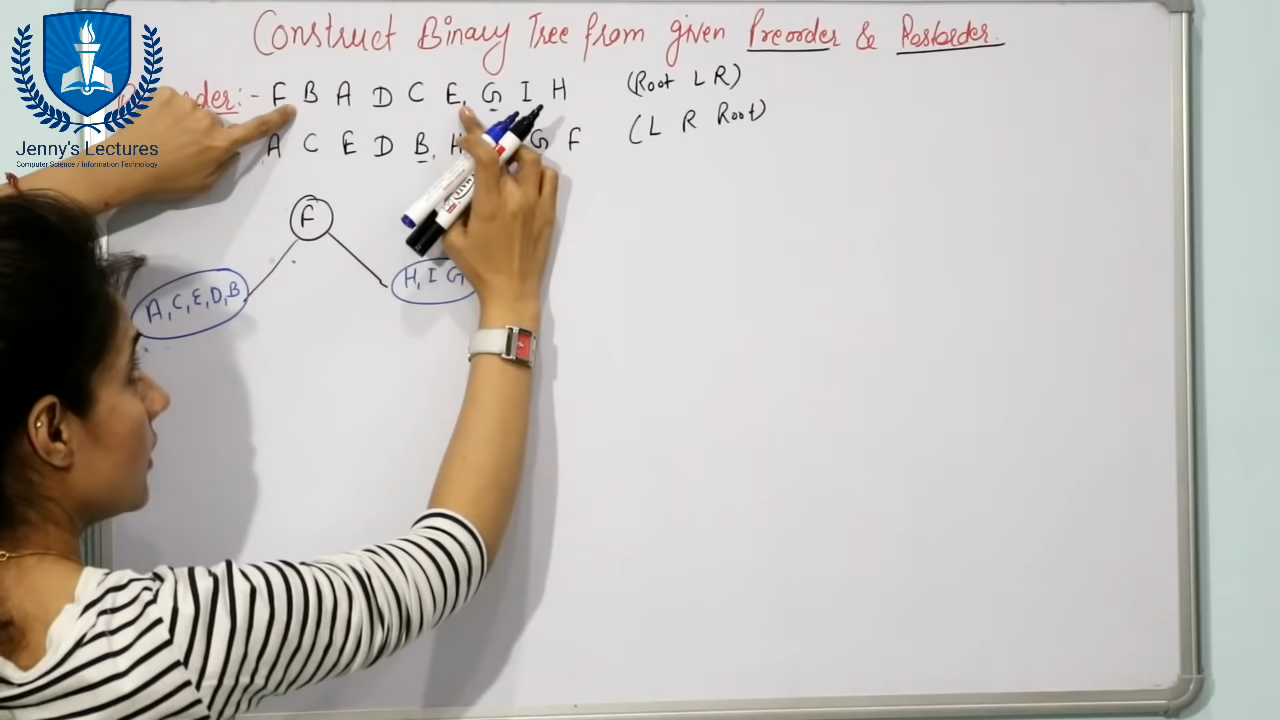 Construct Binary Tree from given Preorder & Postorder.
:- F B A D C E, G I H (Root L R)
A C E D B, H G F (L R Root)
Jenny's Lectures
Computer Science / Information Technology
F
A, C, E, D, B
H, I G